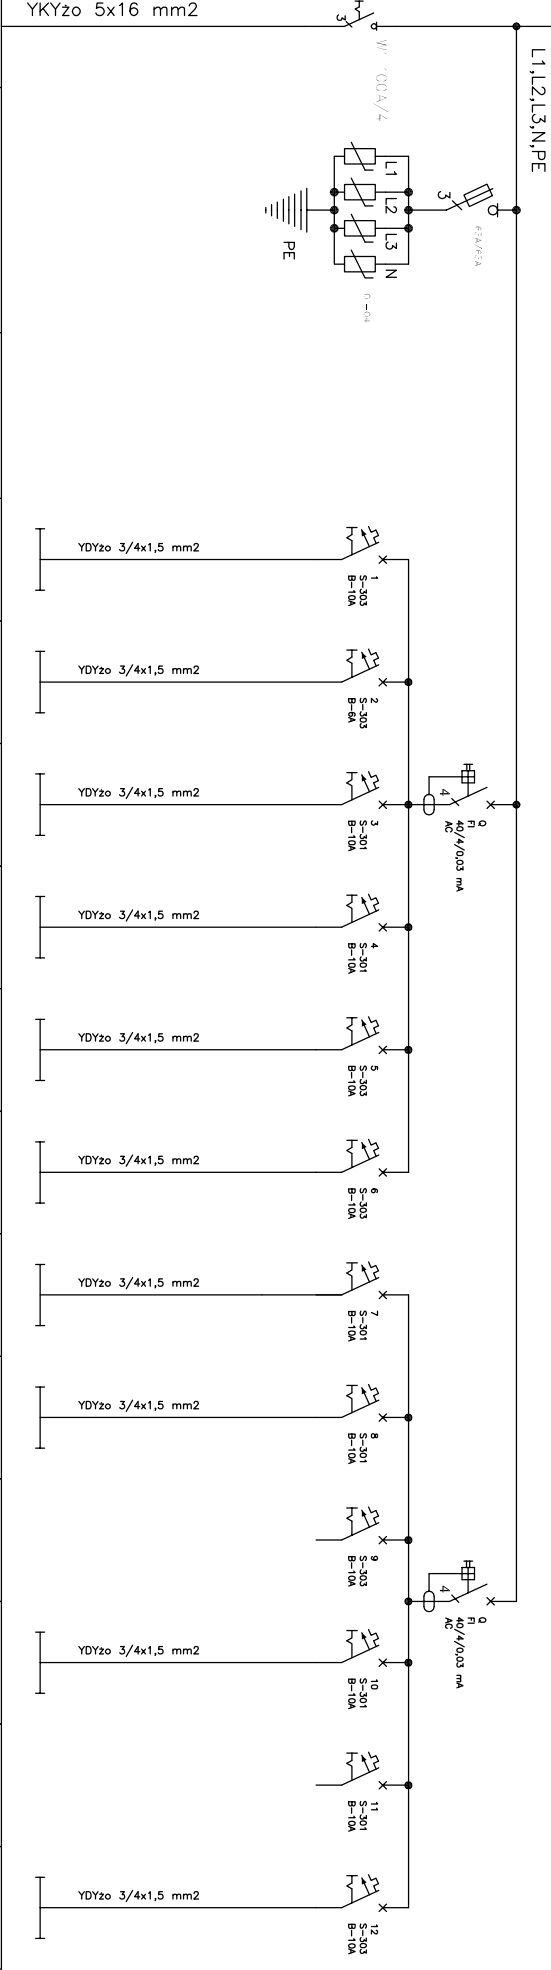 YKYżo 5x16 mm2
3
L1,L2,L3,N,PE
L1
L2
L3
N
PE
3
63A/63A
YDYżo 3/4x1,5 mm2
1
S-303
B-10A
YDYżo 3/4x1,5 mm2
2
S-303
B-6A
4
Q
FI
40/4/0,03 mA
AC
YDYżo 3/4x1,5 mm2
3
S-301
B-10A
YDYżo 3/4x1,5 mm2
4
S-301
B-10A
YDYżo 3/4x1,5 mm2
5
S-303
B-10A
YDYżo 3/4x1,5 mm2
6
S-303
B-10A
YDYżo 3/4x1,5 mm2
7
S-301
B-10A
YDYżo 3/4x1,5 mm2
8
S-301
B-10A
9
S-303
B-10A
4
Q
FI
40/4/0,03 mA
AC
YDYżo 3/4x1,5 mm2
10
S-301
B-10A
11
S-301
B-10A
YDYżo 3/4x1,5 mm2
12
S-303
B-10A